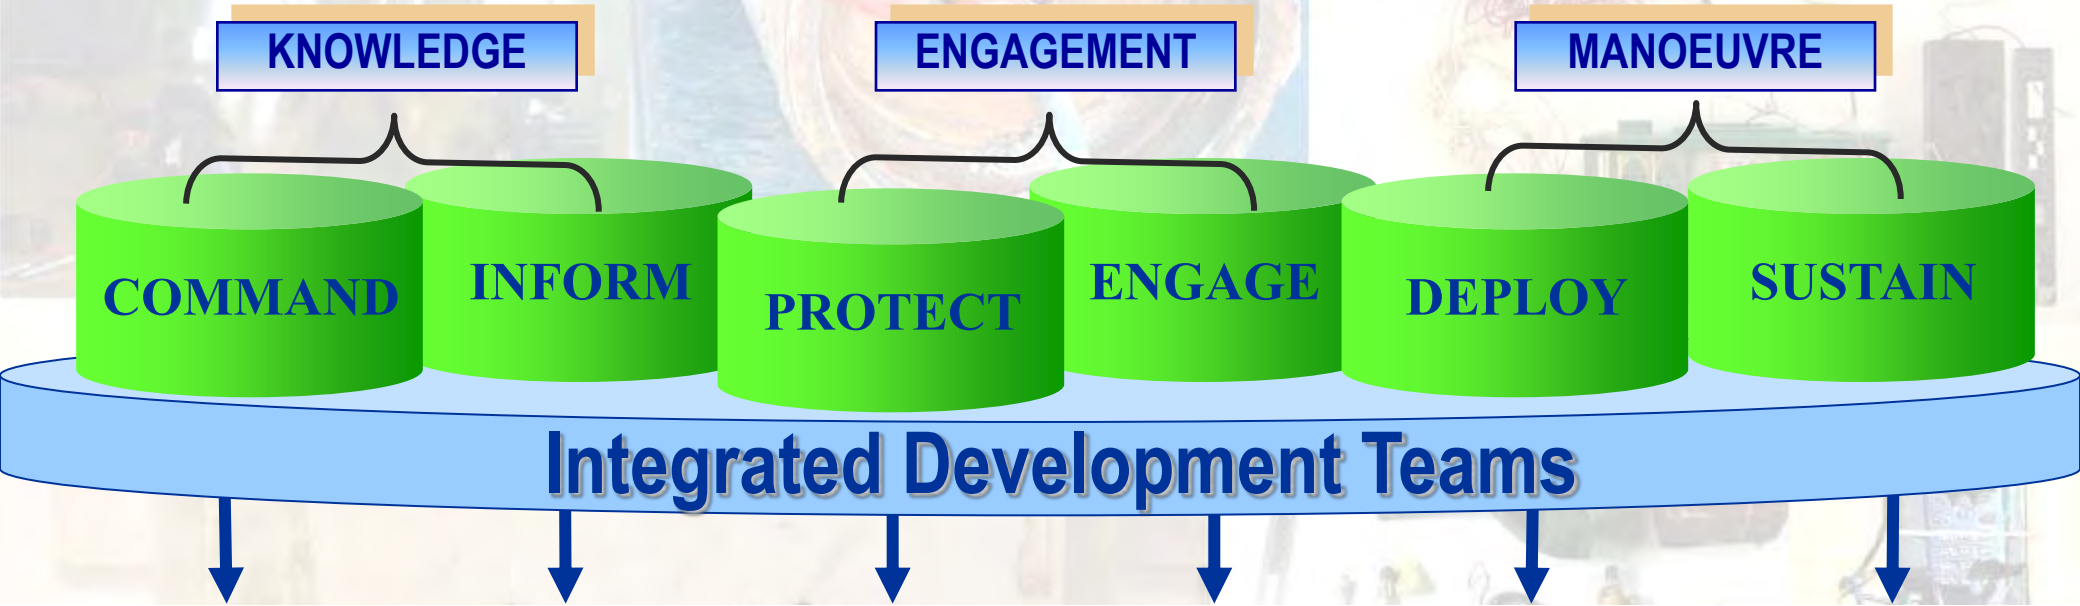 KNOWLEDGE
ENGAGEMENT
MANOEUVRE
COMMAND
INFORM
PROTECT
ENGAGE
DEPLOY
SUSTAIN
Integrated Development Teams